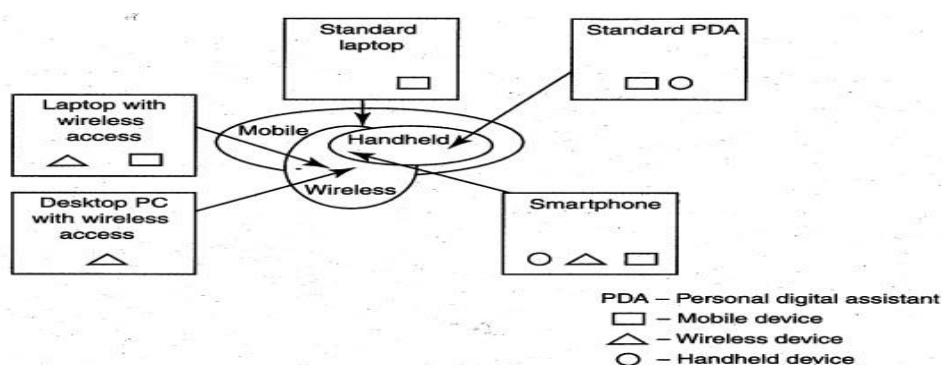 Standard
laptop
Standard PDA
Laptop with
wireless
access
Mobile
Handheld
Wireless
Desktop PC
with wireless
access
Smartphone
PDA – Personal digital assistant
– Mobile device
– Wireless device
– Handheld device